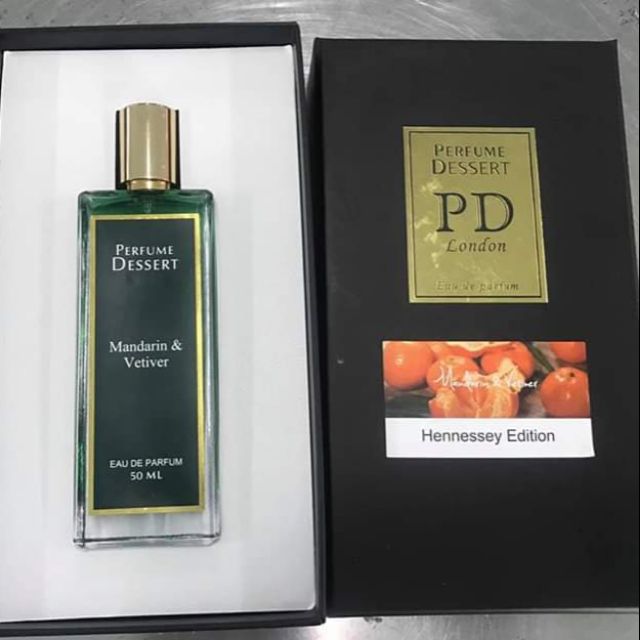 PERFUME
DESSERT
Mandarin &
Vetiver
EAU DE PARFUM
50 ML
PERFUME
DESSERT
PD
London
Eau de parfum
Mandarin & Vetiver
Hennessey Edition